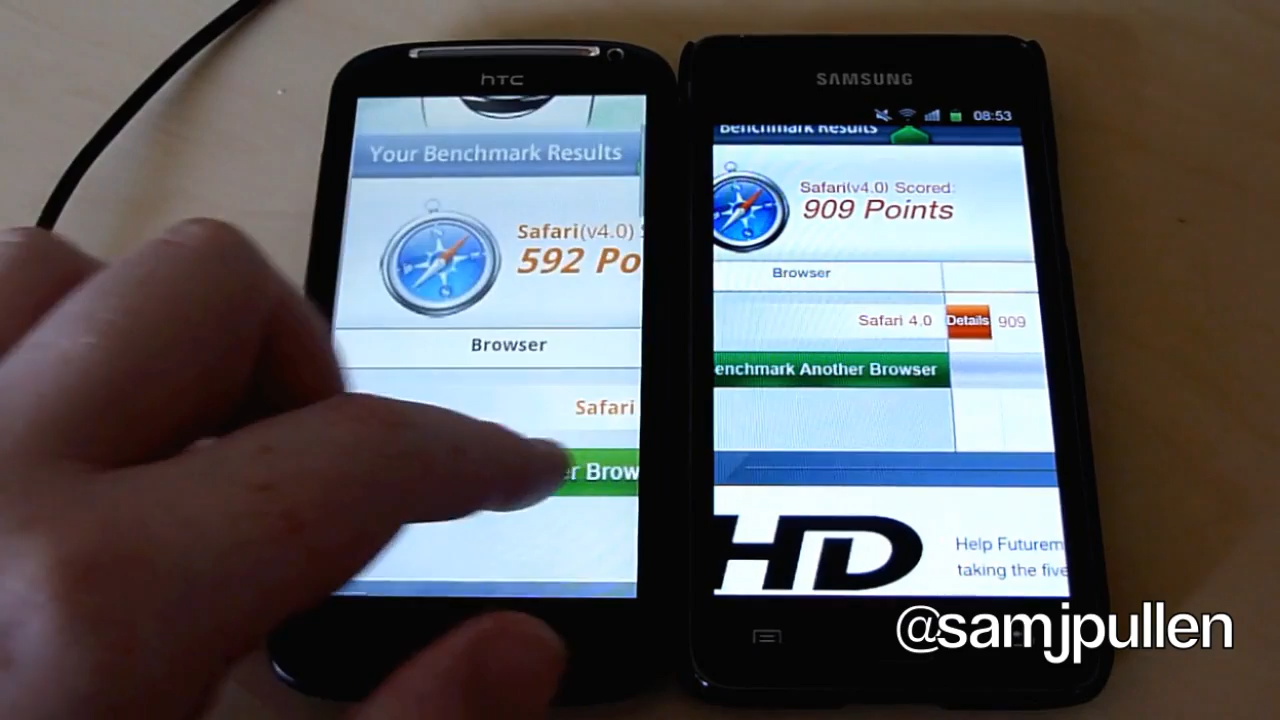 hTC
Your Benchmark Results
Safari(v4.0)
592 Po
Browser
Safari
er Brow
SAMSUNG
08:53
Benchmark Results
Safari(v4.0) Scored:
909 Points
Browser
Safari 4.0
Details
909
enchmark Another Browser
HD
Help Futurem
taking the five
@samjpullen